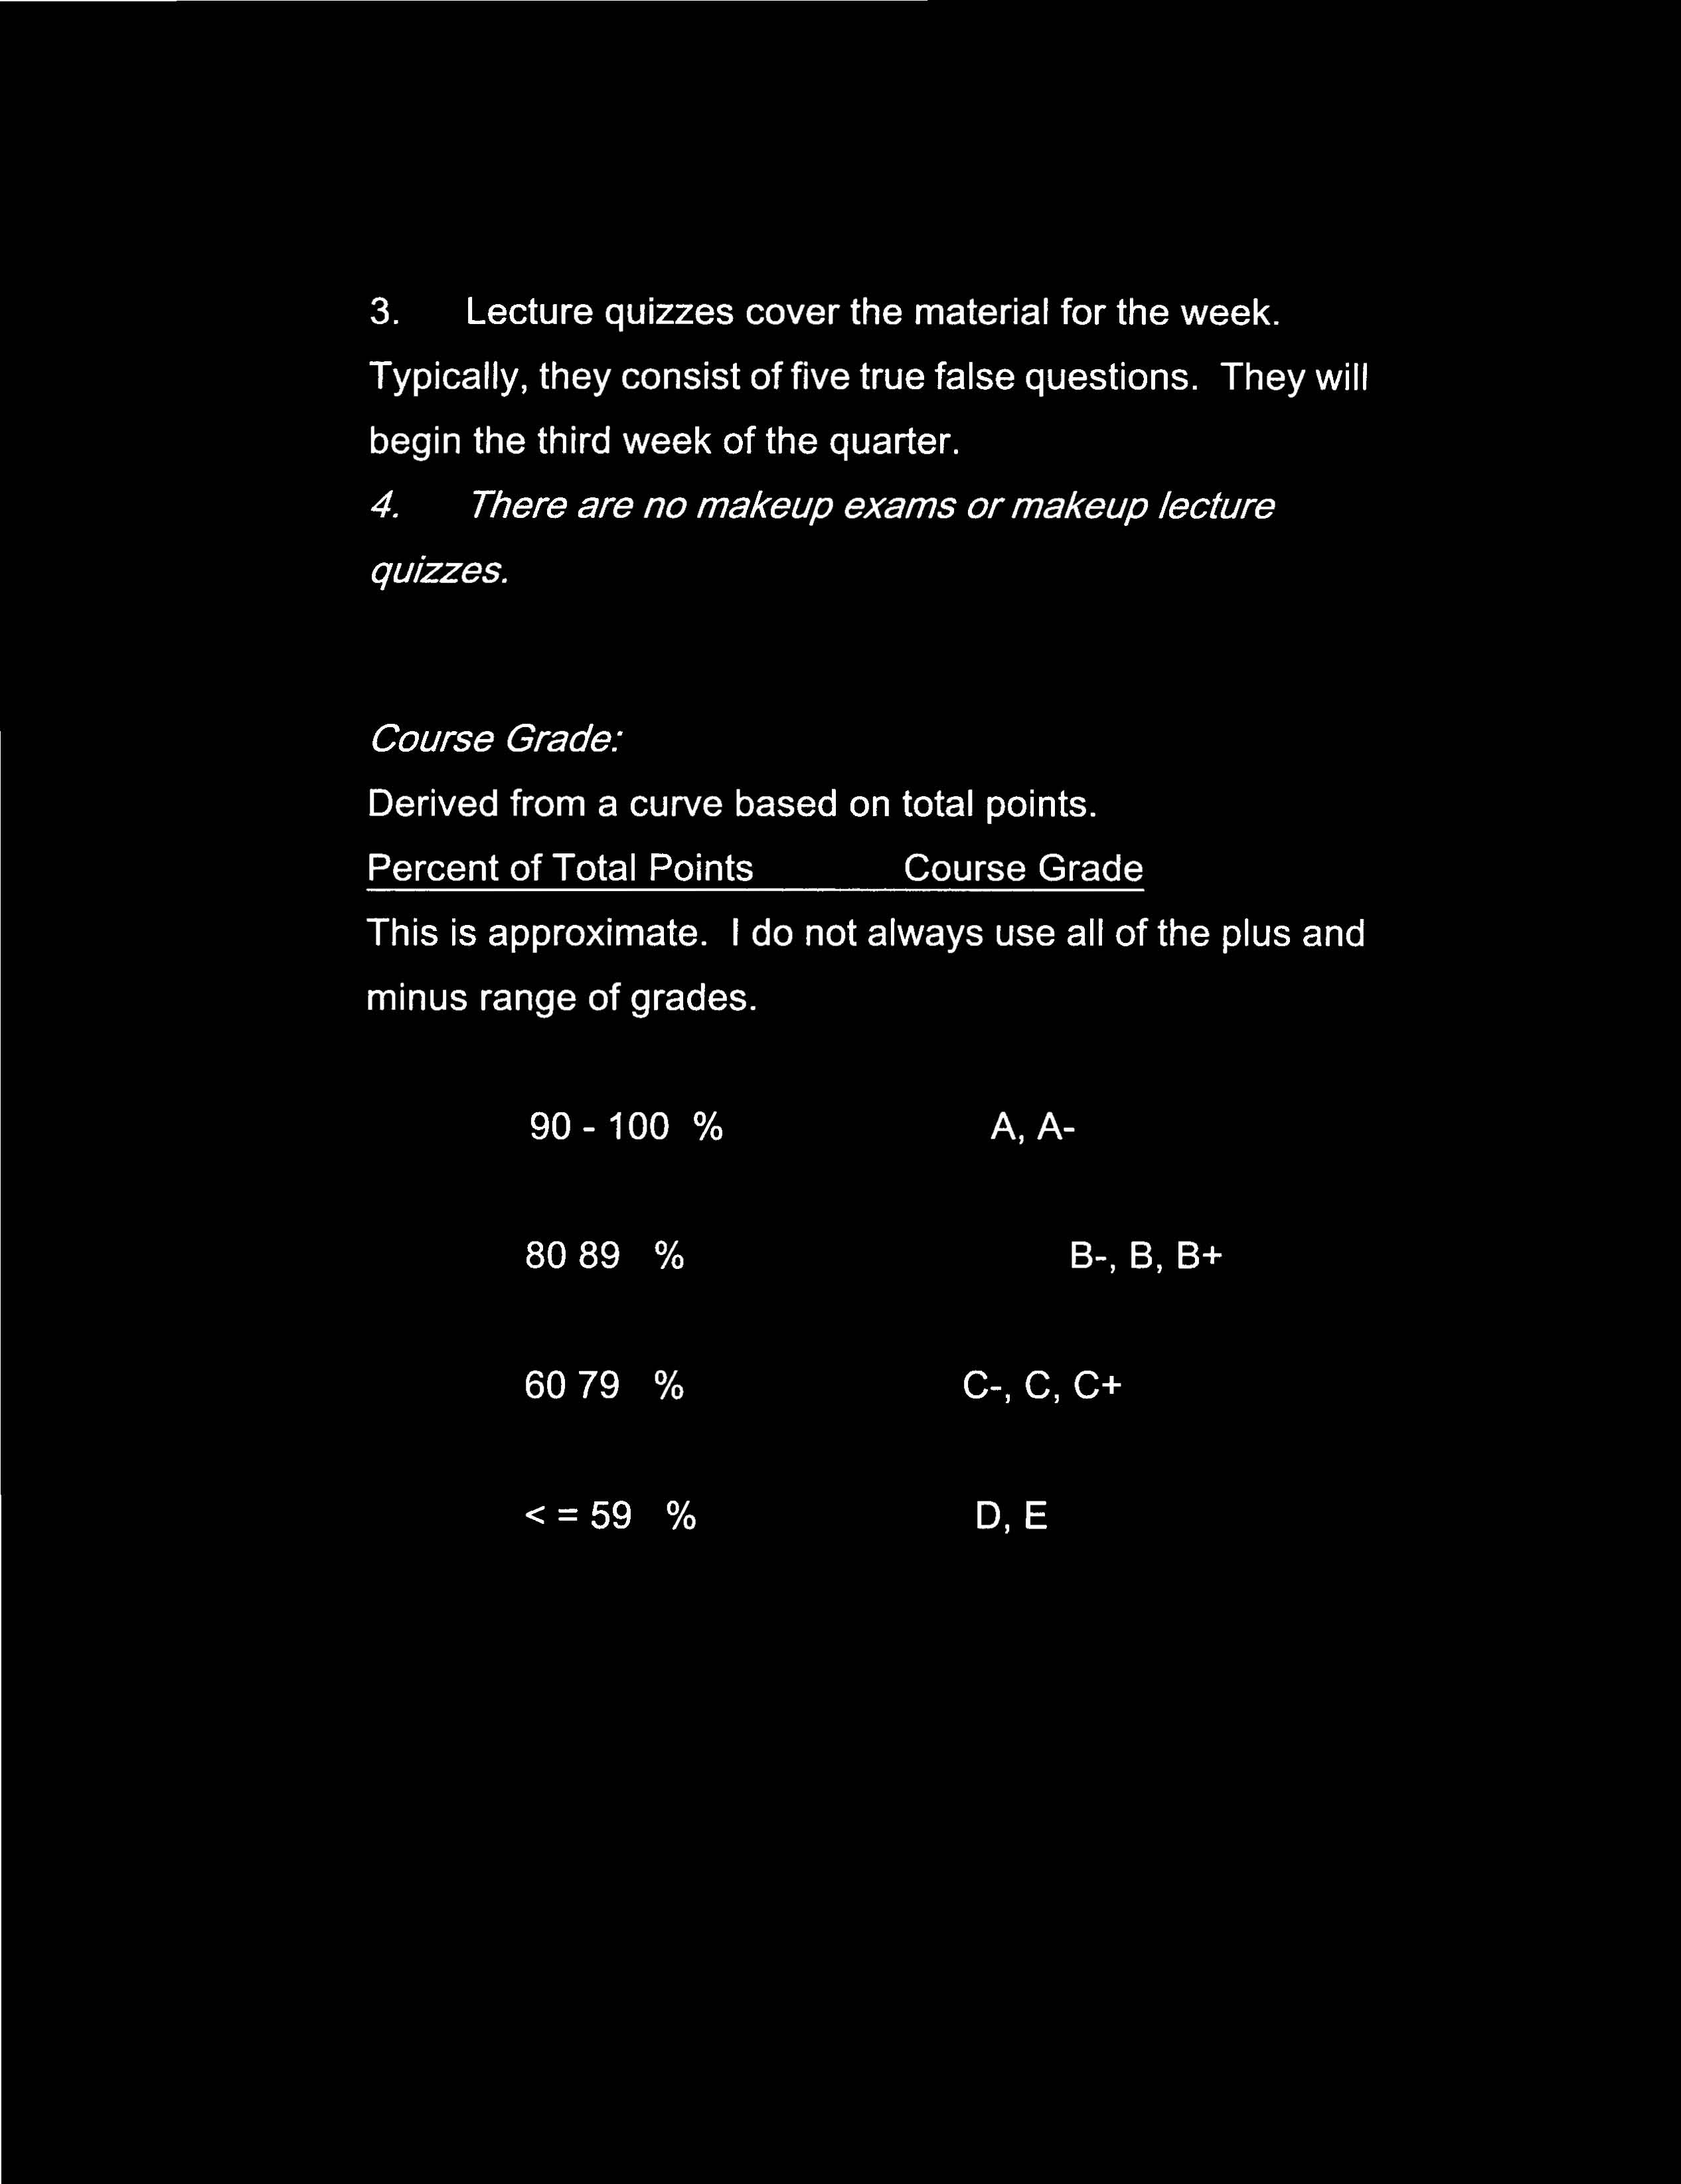 3. Lecture quizzes cover the material for the week.
Typically, they consist of five true false questions. They will
begin the third week of the quarter.
4. There are no makeup exams or makeup lecture
quizzes.
Course Grade:
Derived from a curve based on total points.
Percent of Total Points Course Grade
This is approximate. I do not always use all of the plus and
minus range of grades.
90 - 100 % A, A-
80 89 % B-, B, B+
60 79 % C-, C, C+
< = 59 % D, E